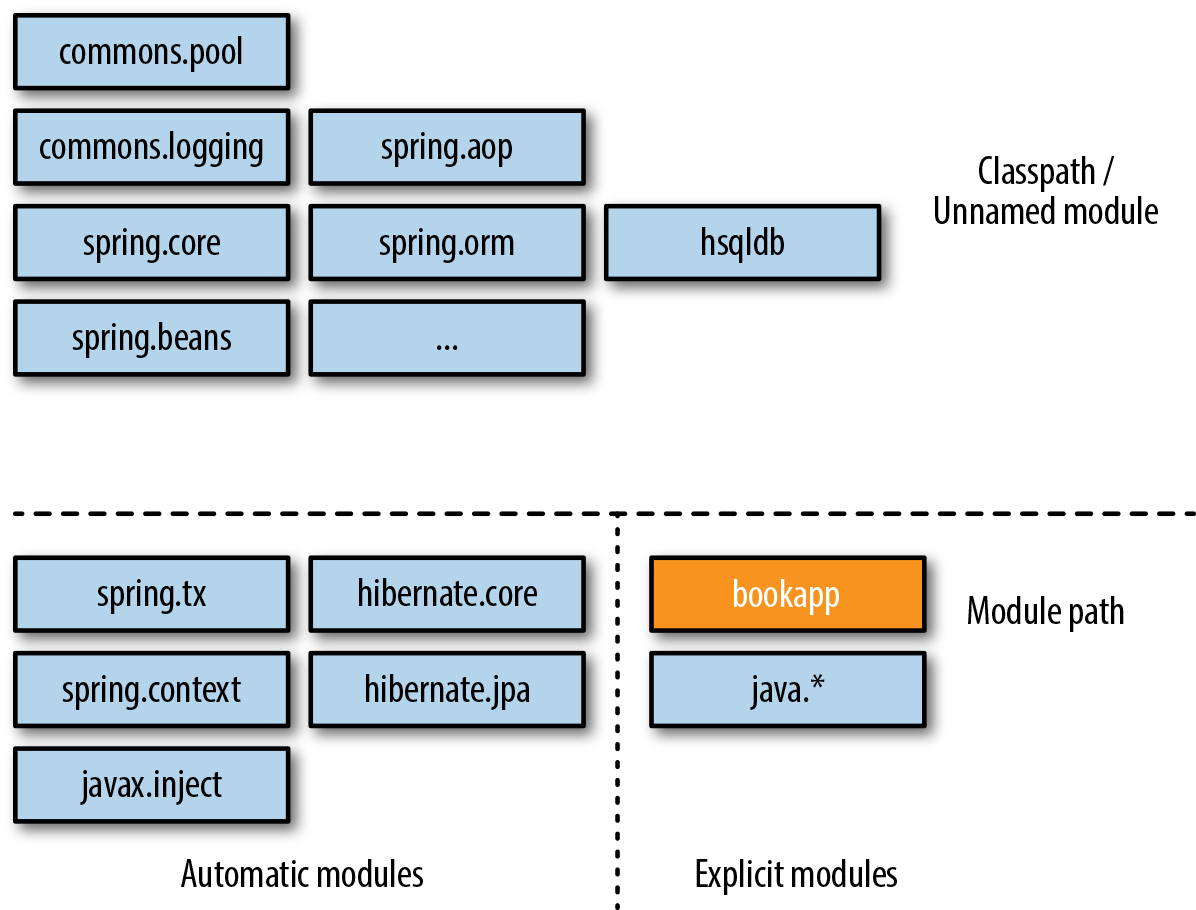 commons.pool
commons.logging
spring.aop
spring.core
spring.orm
hsqldb
spring.beans
...
Classpath /
Unnamed module
spring.tx
hibernate.core
spring.context
hibernate.jpa
javax.inject
Automatic modules
bookapp
java.*
Module path
Explicit modules